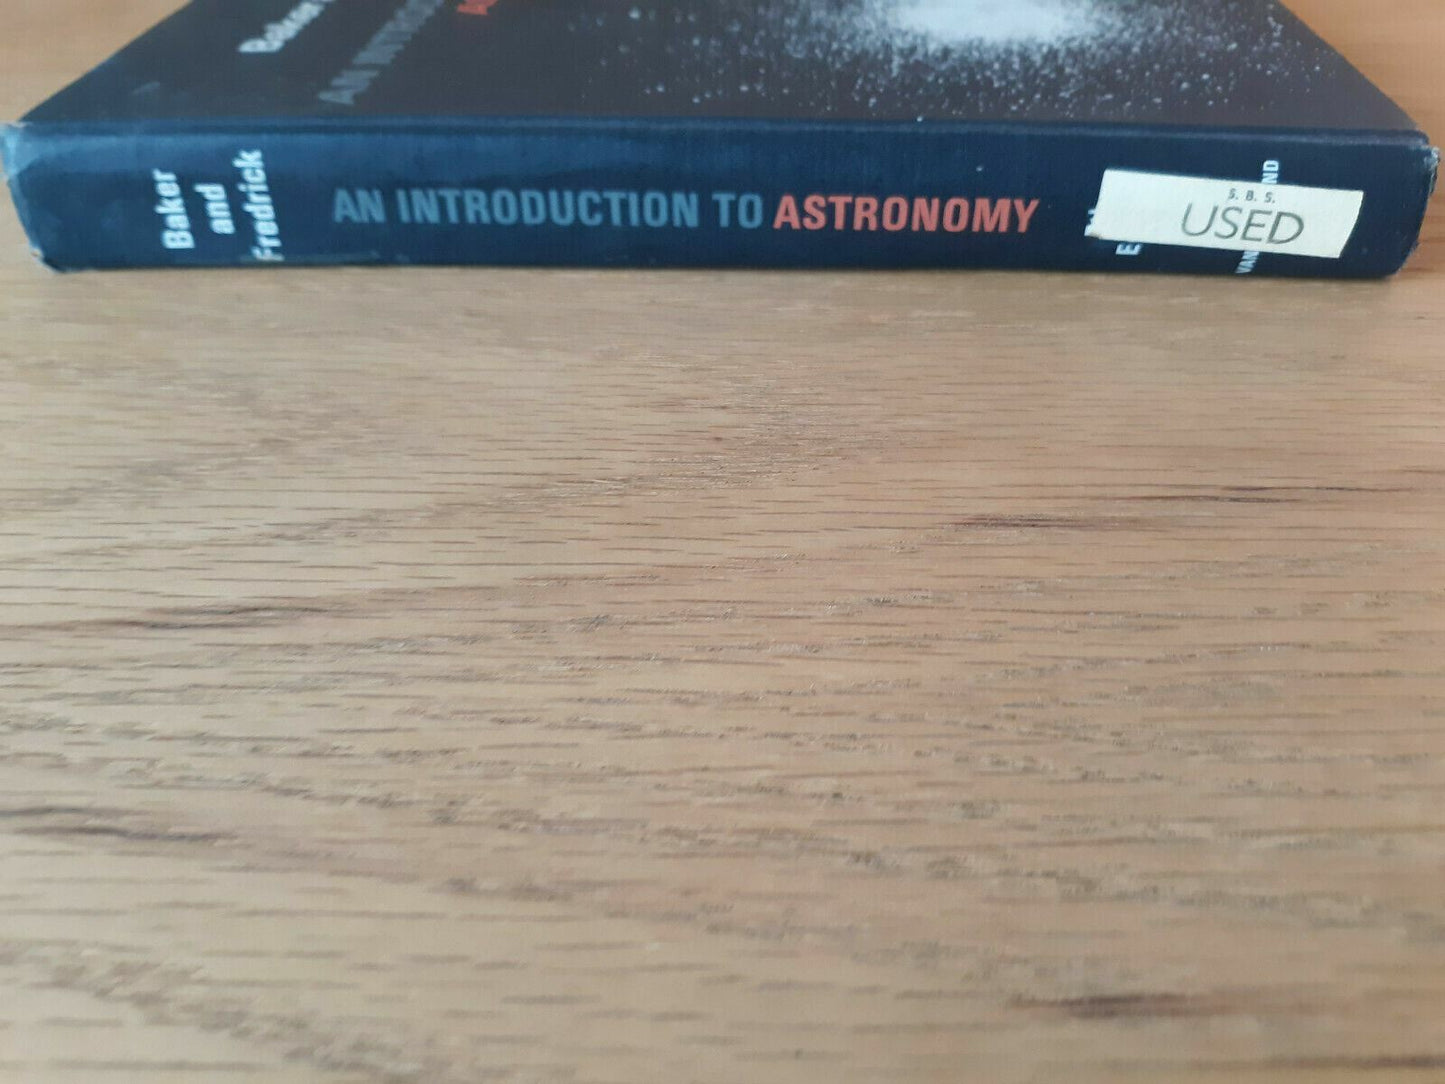 Baker
and
Fredrick
AN INTRODUCTION TO ASTRONOMY
S. B. S.
USED